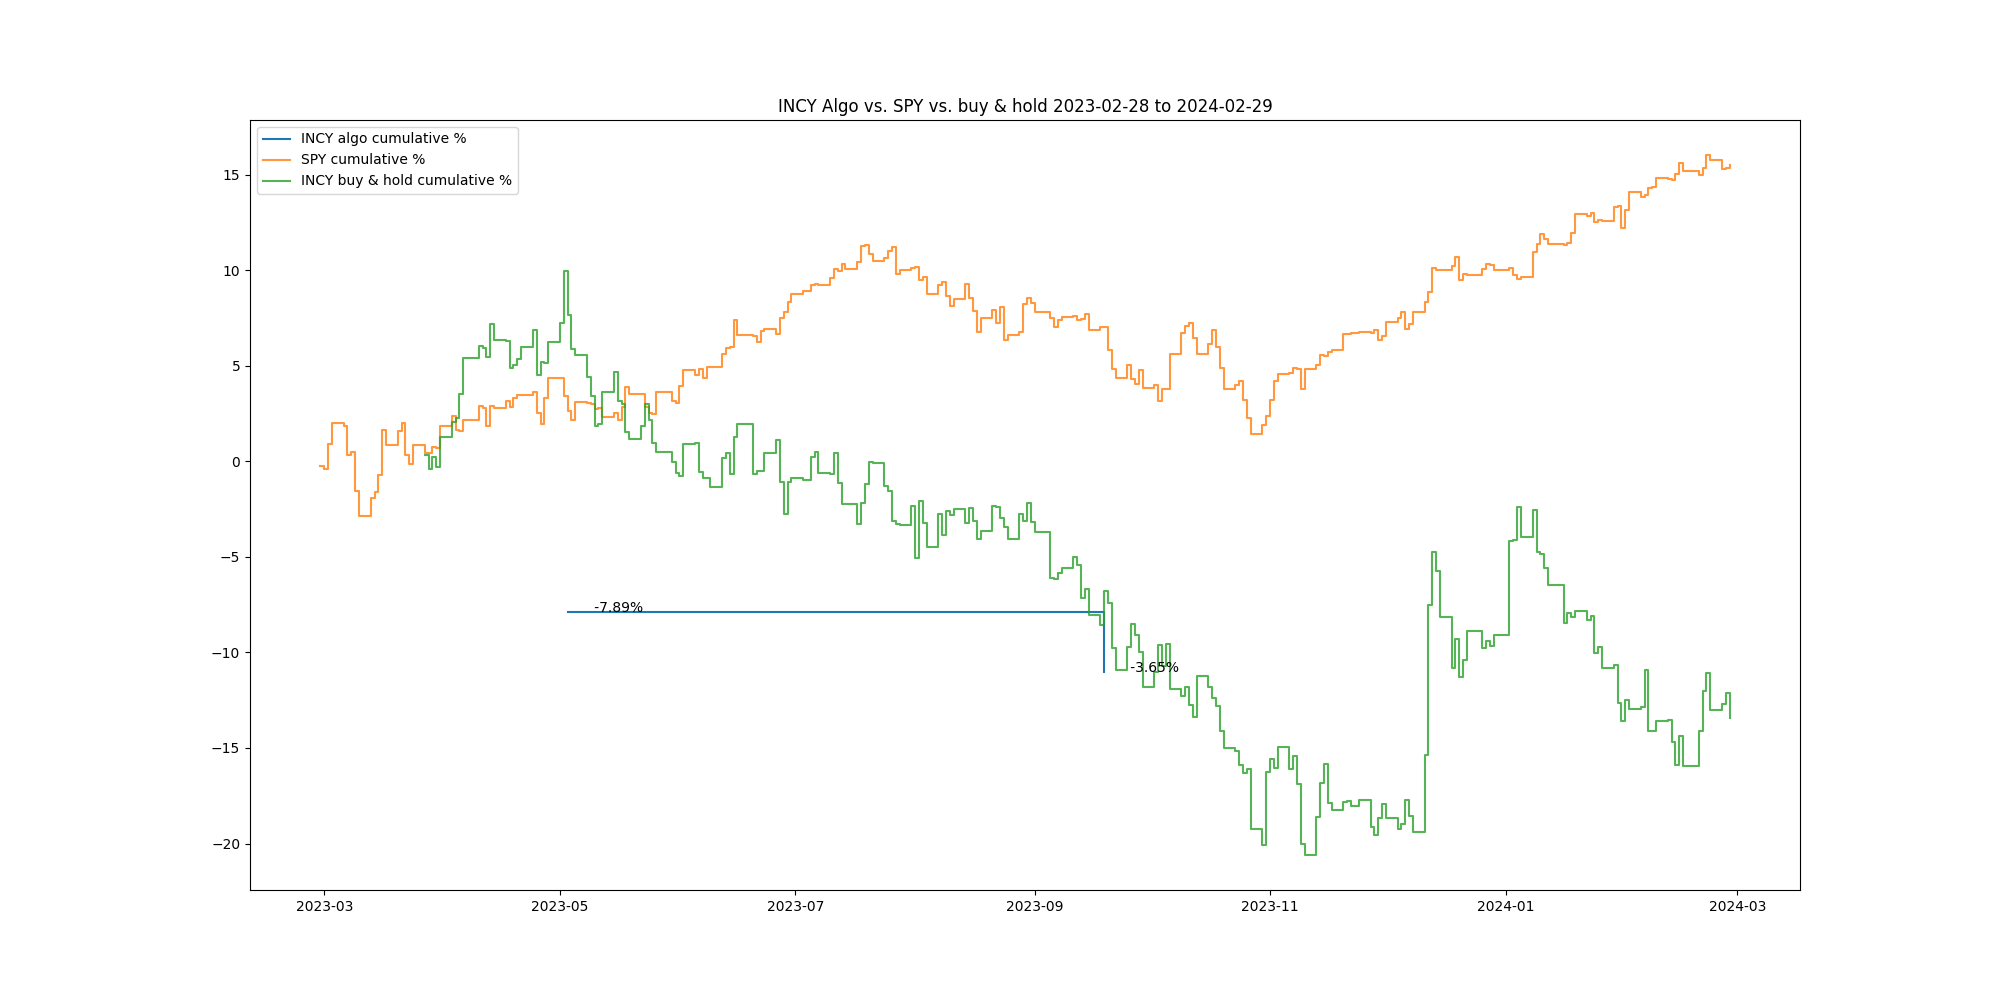 INCY Algo vs. SPY vs. buy & hold 2023-02-28 to 2024-02-29
INCY algo cumulative %
SPY cumulative %
INCY buy & hold cumulative %
15
10
5
0
−5
−10
−15
−20
-7.89%
-3.65%
2023-03 2023-05 2023-07 2023-09 2023-11 2024-01 2024-03